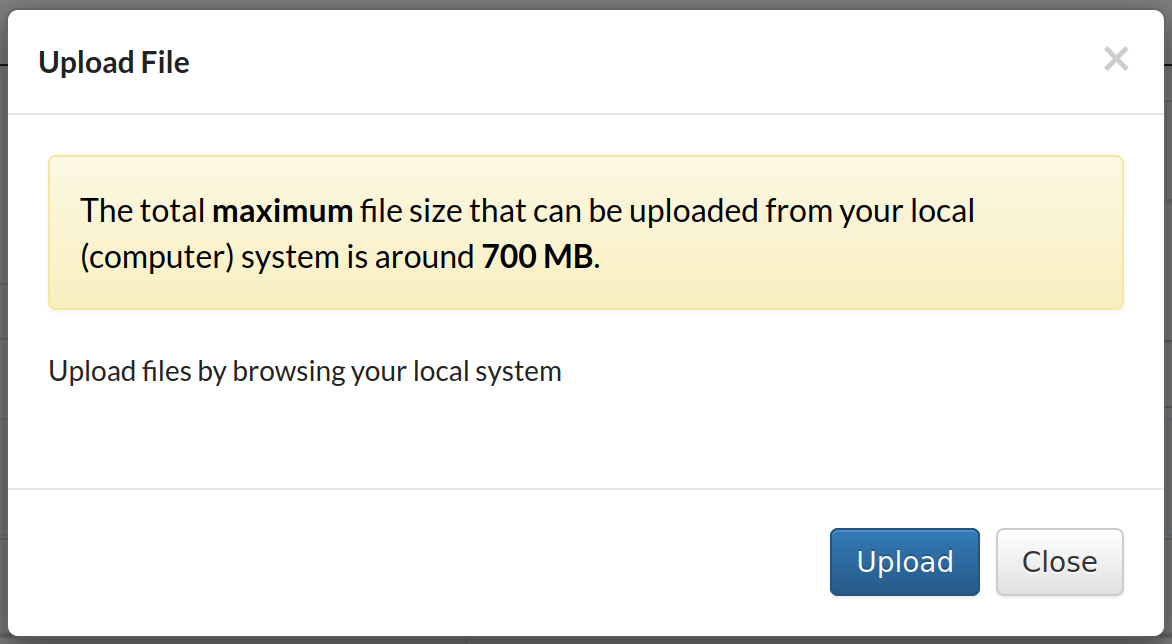 Upload File
The total maximum file size that can be uploaded from your local
(computer) system is around 700 MB.
Upload files by browsing your local system
Upload
Close